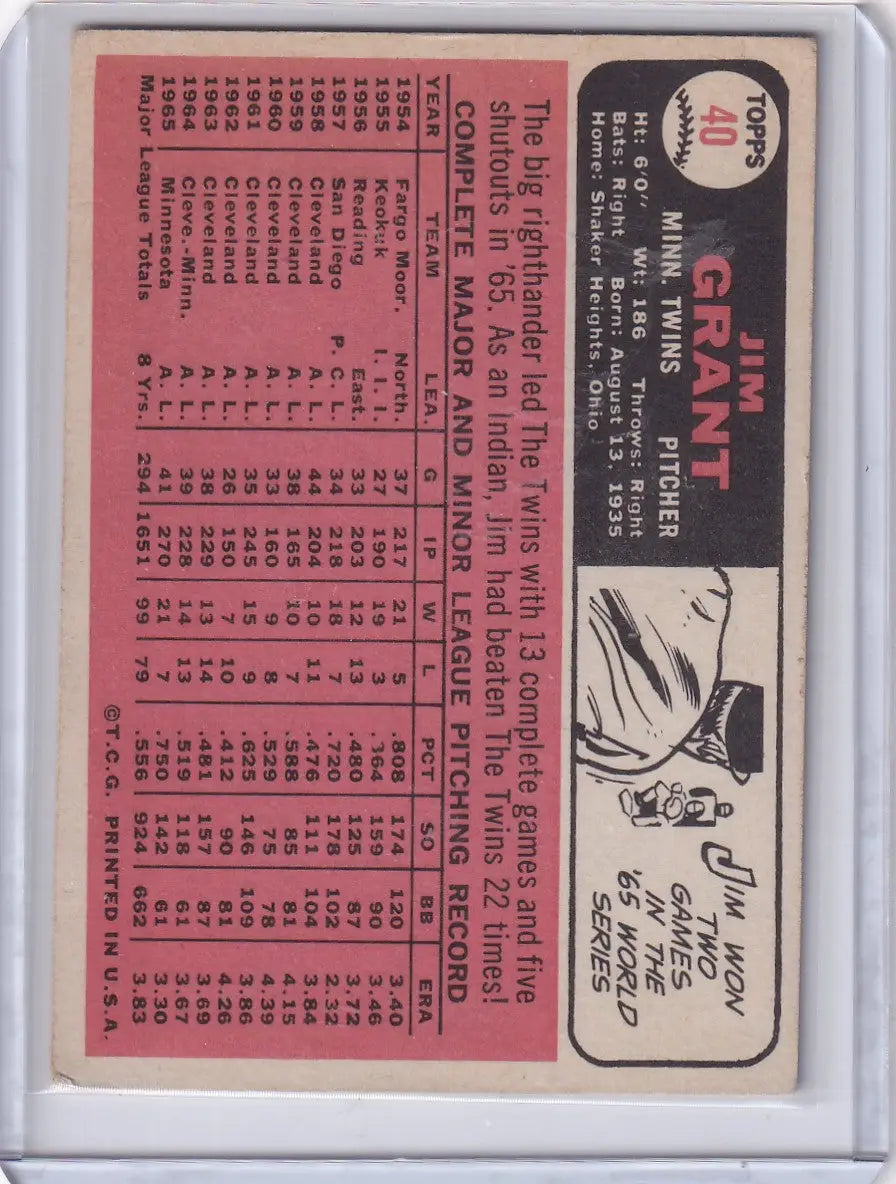 TOPPS
40
JIM
GRANT
MINN. TWINS PITCHER
Ht: 6'0" Wt: 186 Throws: Right
Bats: Right Born: August 13, 1935
Home: Shaker Heights, Ohio
JIM WON
TWO
GAMES
IN THE
'65 WORLD
SERIES
The big righthander led The Twins with 13 complete games and five
shutouts in '65. As an Indian, Jim had beaten The Twins 22 times!
COMPLETE MAJOR AND MINOR LEAGUE PITCHING RECORD
YEAR TEAM LEA. G IP W L PCT SO BB ERA
1954 Fargo Moor. North. 37 217 21 5 .808 174 120 3.40
1955 Keokuk I. I. I. 27 190 19 3 .364 159 90 3.46
1956 Reading East. 33 203 12 13 .480 125 87 3.72
1957 San Diego P. C. L. 34 218 18 7 .720 178 102 2.32
1958 Cleveland A. L. 44 204 10 11 .476 111 104 3.84
1959 Cleveland A. L. 38 165 10 7 .588 85 81 4.15
1960 Cleveland A. L. 33 160 9 8 .529 75 78 4.39
1961 Cleveland A. L. 35 245 15 9 .625 146 109 3.86
1962 Cleveland A. L. 26 150 7 10 .412 90 81 4.26
1963 Cleveland A. L. 38 229 13 14 .481 157 87 3.69
1964 Cleve.-Minn. A. L. 39 228 14 13 .519 118 61 3.67
1965 Minnesota A. L. 41 270 21 7 .750 142 61 3.30
Major League Totals 8 Yrs. 294 1651 99 79 .556 924 662 3.83
©T.C.G. PRINTED IN U.S.A.